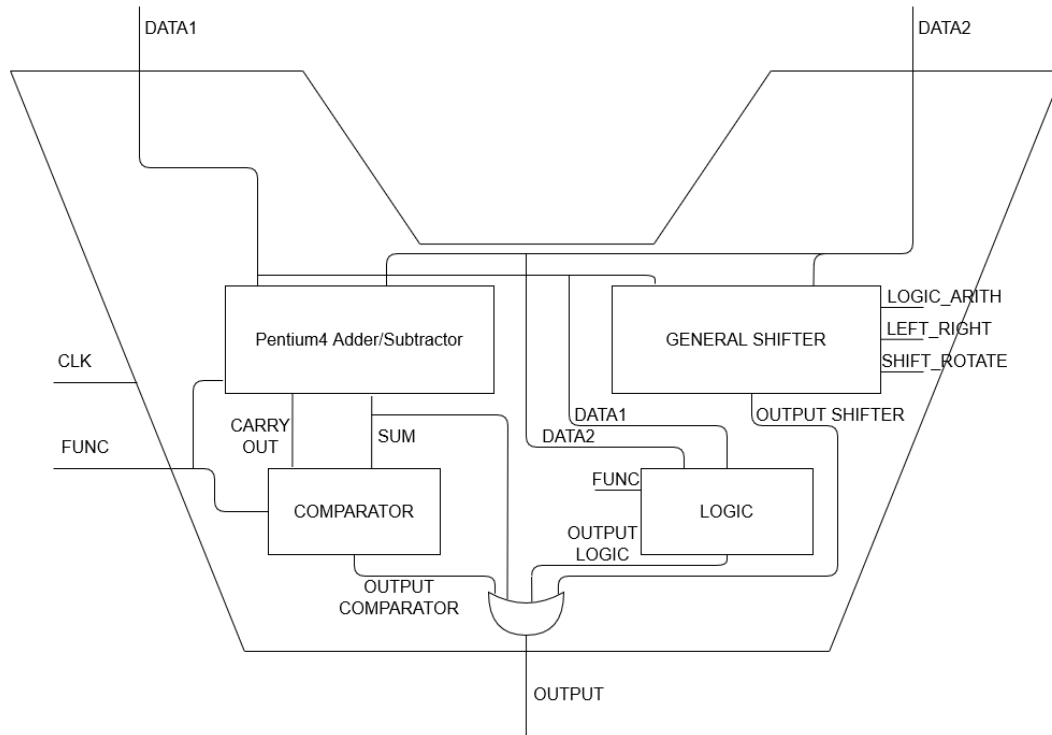 DATA1
DATA2
Pentium4 Adder/Subtractor
GENERAL SHIFTER
LOGIC_ARITH
LEFT_RIGHT
SHIFT_ROTATE
CLK
FUNC
CARRY
OUT
SUM
DATA1
DATA2
OUTPUT SHIFTER
FUNC
COMPARATOR
LOGIC
OUTPUT
LOGIC
OUTPUT
COMPARATOR
OUTPUT